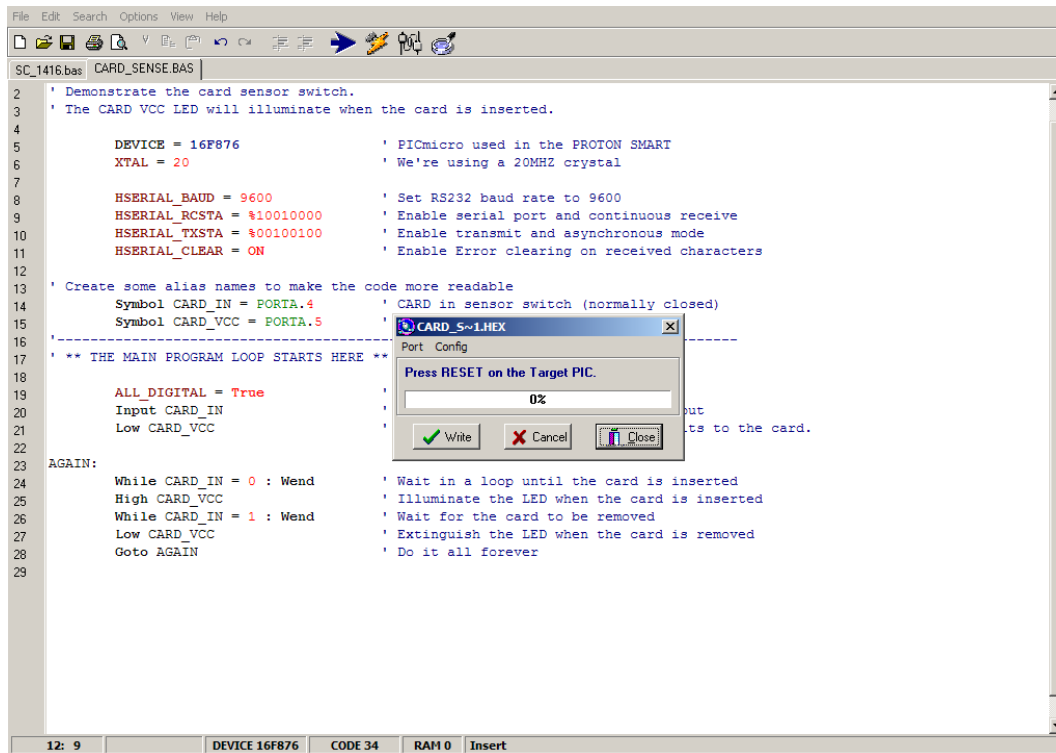 File Edit Search Options View Help
SC_1416.bas CARD_SENSE.BAS
2 ' Demonstrate the card sensor switch.
3 ' The CARD VCC LED will illuminate when the card is inserted.
4
5 DEVICE = 16F876 ' PICmicro used in the PROTON SMART
6 XTAL = 20 ' We're using a 20MHZ crystal
7
8 HSERIAL_BAUD = 9600 ' Set RS232 baud rate to 9600
9 HSERIAL_RCSTA = %10010000 ' Enable serial port and continuous receive
10 HSERIAL_TXSTA = %00100100 ' Enable transmit and asynchronous mode
11 HSERIAL_CLEAR = ON ' Enable Error clearing on received characters
12
13 ' Create some alias names to make the code more readable
14 Symbol CARD_IN = PORTA.4 ' CARD in sensor switch (normally closed)
15 Symbol CARD_VCC = PORTA.5 '
16 '--------------------------------------------------------------------------------
17 ' ** THE MAIN PROGRAM LOOP STARTS HERE **
18
19 ALL_DIGITAL = True '
20 Input CARD_IN '
21 Low CARD_VCC ' to the card.
22
23 AGAIN:
24 While CARD_IN = 0 : Wend ' Wait in a loop until the card is inserted
25 High CARD_VCC ' Illuminate the LED when the card is inserted
26 While CARD_IN = 1 : Wend ' Wait for the card to be removed
27 Low CARD_VCC ' Extinguish the LED when the card is removed
28 Goto AGAIN ' Do it all forever
29
CARD_S~1.HEX
Port Config
Press RESET on the Target PIC.
0%
Write Cancel Close
12: 9 DEVICE 16F876 CODE 34 RAM 0 Insert